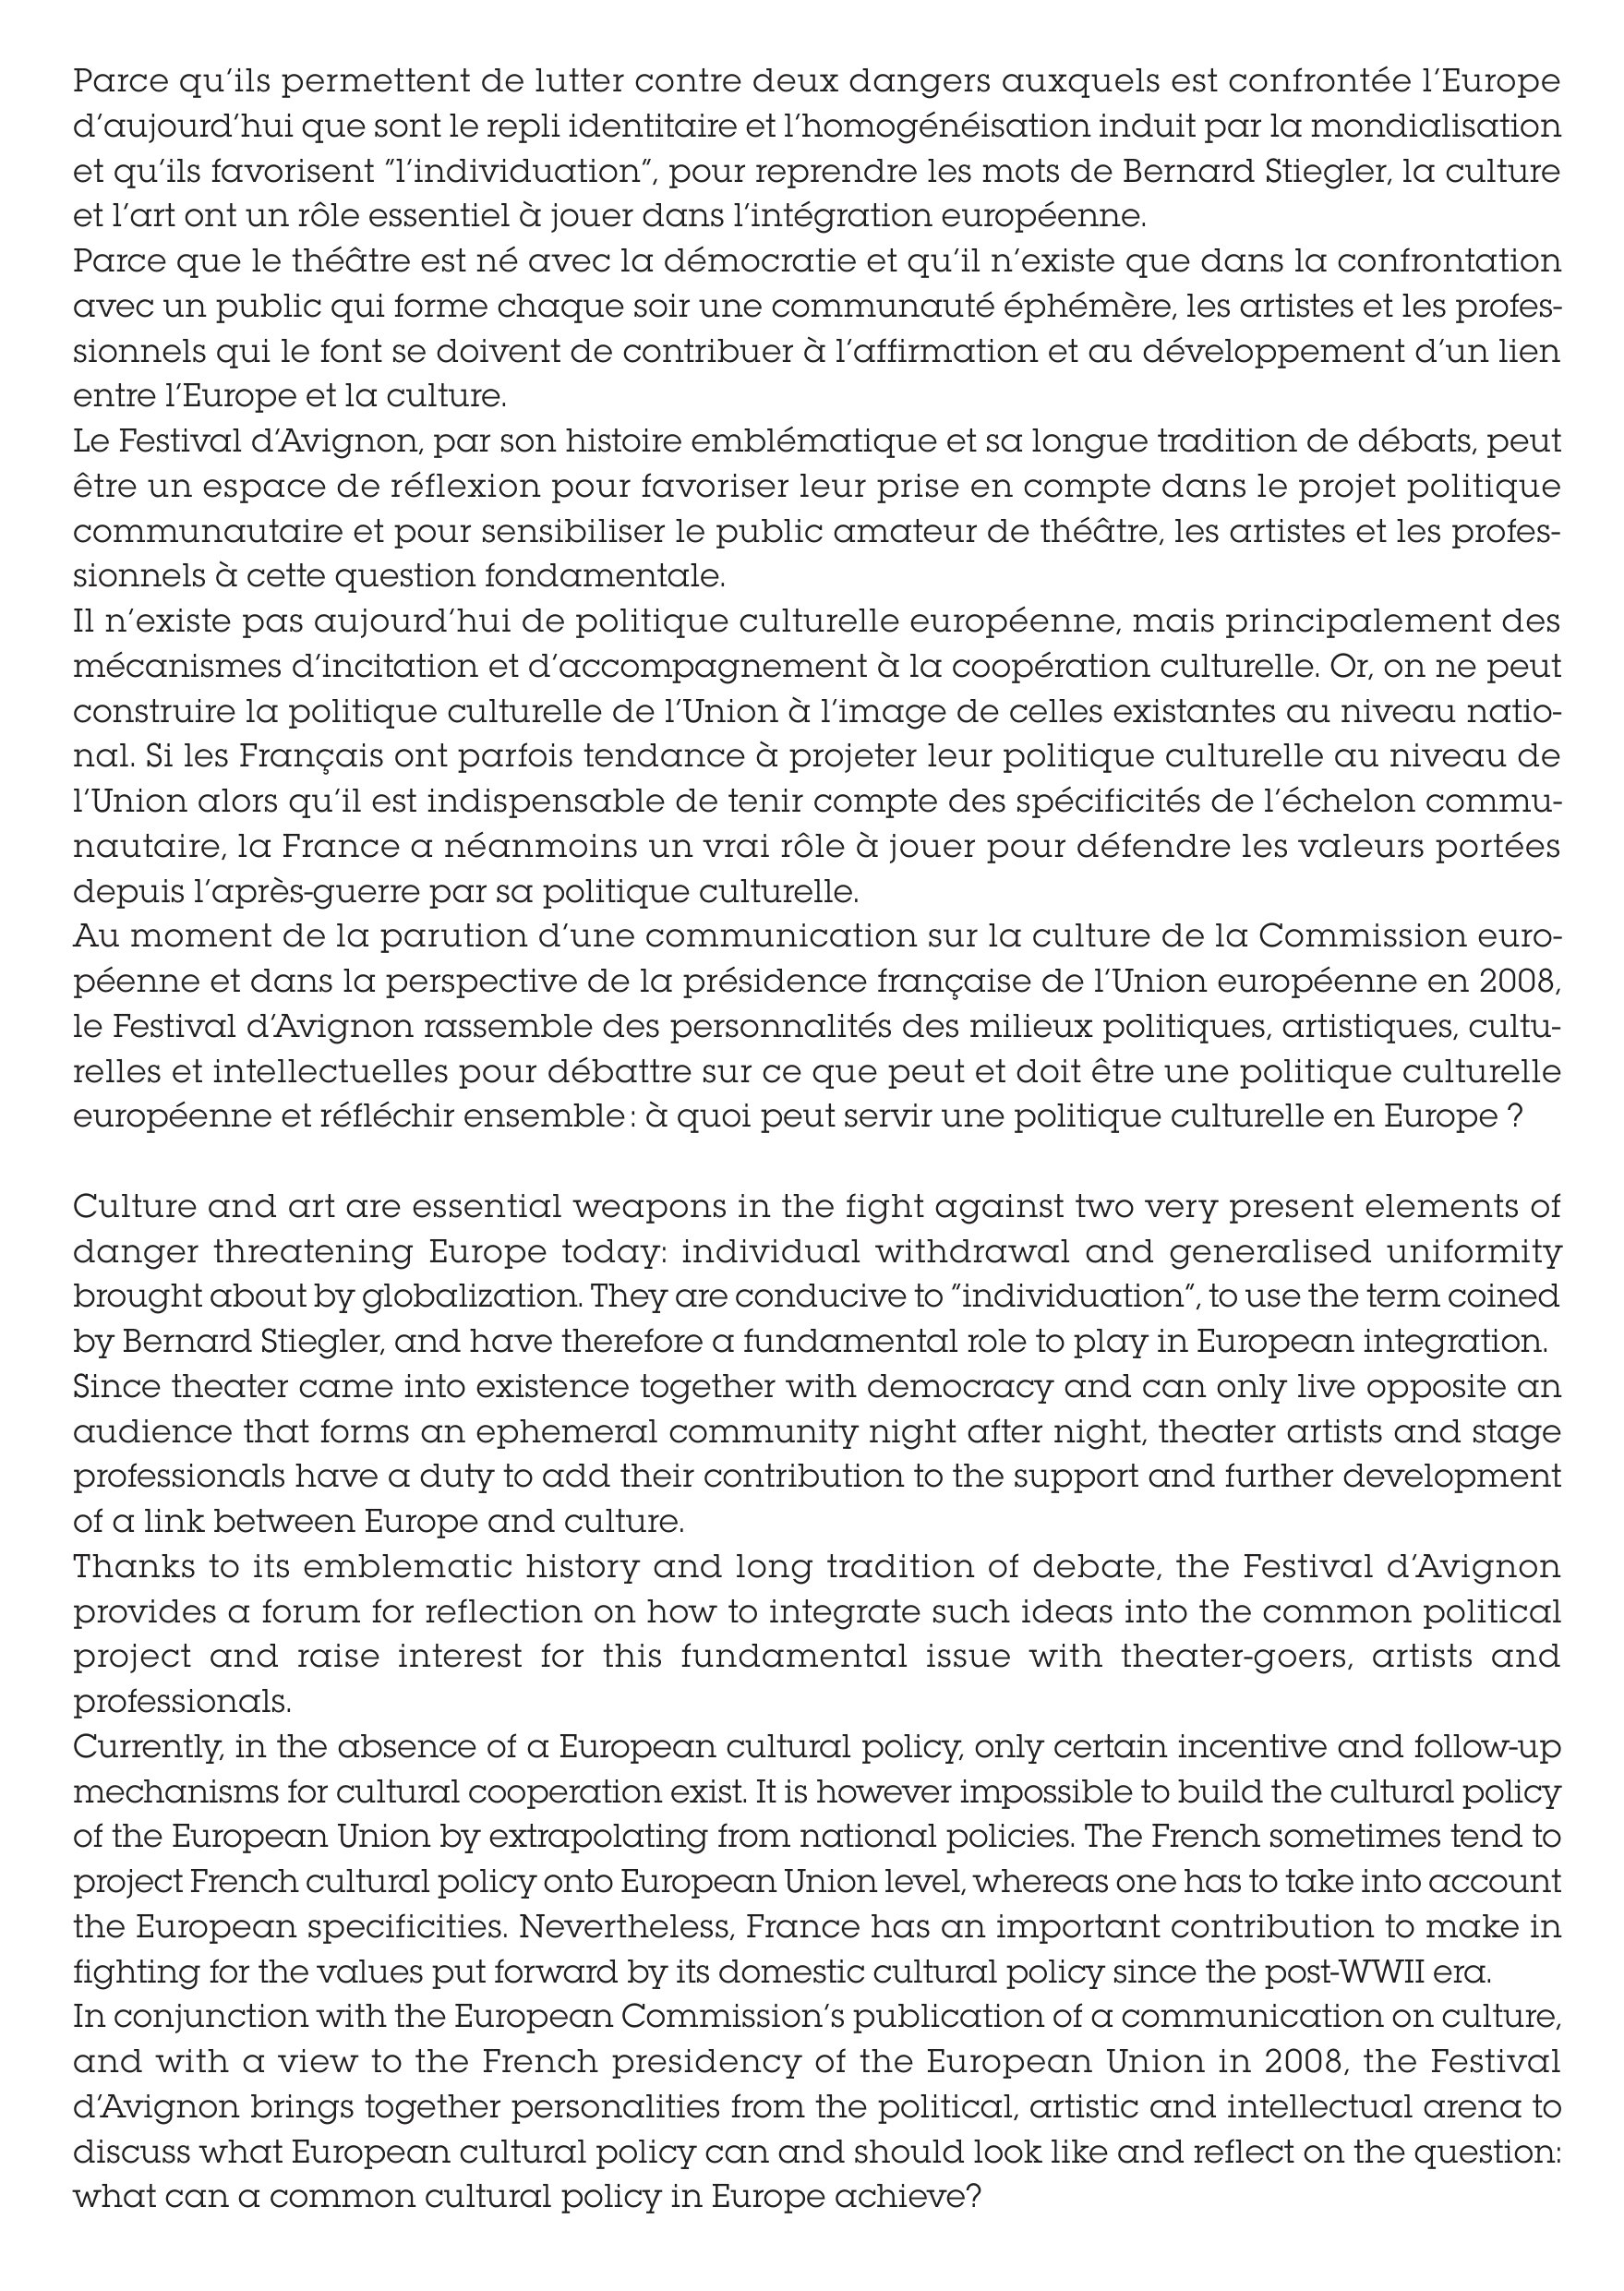 Parce qu'ils permettent de lutter contre deux dangers auxquels est confrontée l'Europe
d'aujourd'hui que sont le repli identitaire et l'homogénéisation induit par la mondialisation
et qu'ils favorisent "l'individuation", pour reprendre les mots de Bernard Stiegler, la culture
et l'art ont un rôle essentiel à jouer dans l'intégration européenne.
Parce que le théâtre est né avec la démocratie et qu'il n'existe que dans la confrontation
avec un public qui forme chaque soir une communauté éphémère, les artistes et les profes-
sionnels qui le font se doivent de contribuer à l'affirmation et au développement d'un lien
entre l'Europe et la culture.
Le Festival d'Avignon, par son histoire emblématique et sa longue tradition de débats, peut
être un espace de réflexion pour favoriser leur prise en compte dans le projet politique
communautaire et pour sensibiliser le public amateur de théâtre, les artistes et les profes-
sionnels à cette question fondamentale.
Il n'existe pas aujourd'hui de politique culturelle européenne, mais principalement des
mécanismes d'incitation et d'accompagnement à la coopération culturelle. Or, on ne peut
construire la politique culturelle de l'Union à l'image de celles existantes au niveau natio-
nal. Si les Français ont parfois tendance à projeter leur politique culturelle au niveau de
l'Union alors qu'il est indispensable de tenir compte des spécificités de l'échelon commu-
nautaire, la France a néanmoins un vrai rôle à jouer pour défendre les valeurs portées
depuis l'après-guerre par sa politique culturelle.
Au moment de la parution d'une communication sur la culture de la Commission euro-
péenne et dans la perspective de la présidence française de l'Union européenne en 2008,
le Festival d'Avignon rassemble des personnalités des milieux politiques, artistiques, cultu-
relles et intellectuelles pour débattre sur ce que peut et doit être une politique culturelle
européenne et réfléchir ensemble : à quoi peut servir une politique culturelle en Europe ?
Culture and art are essential weapons in the fight against two very present elements of
danger threatening Europe today: individual withdrawal and generalised uniformity
brought about by globalization. They are conducive to "individuation", to use the term coined
by Bernard Stiegler, and have therefore a fundamental role to play in European integration.
Since theater came into existence together with democracy and can only live opposite an
audience that forms an ephemeral community night after night, theater artists and stage
professionals have a duty to add their contribution to the support and further development
of a link between Europe and culture.
Thanks to its emblematic history and long tradition of debate, the Festival d'Avignon
provides a forum for reflection on how to integrate such ideas into the common political
project and raise interest for this fundamental issue with theater-goers, artists and
professionals.
Currently, in the absence of a European cultural policy, only certain incentive and follow-up
mechanisms for cultural cooperation exist. It is however impossible to build the cultural policy
of the European Union by extrapolating from national policies. The French sometimes tend to
project French cultural policy onto European Union level, whereas one has to take into account
the European specificities. Nevertheless, France has an important contribution to make in
fighting for the values put forward by its domestic cultural policy since the post-WWII era.
In conjunction with the European Commission's publication of a communication on culture,
and with a view to the French presidency of the European Union in 2008, the Festival
d'Avignon brings together personalities from the political, artistic and intellectual arena to
discuss what European cultural policy can and should look like and reflect on the question:
what can a common cultural policy in Europe achieve?